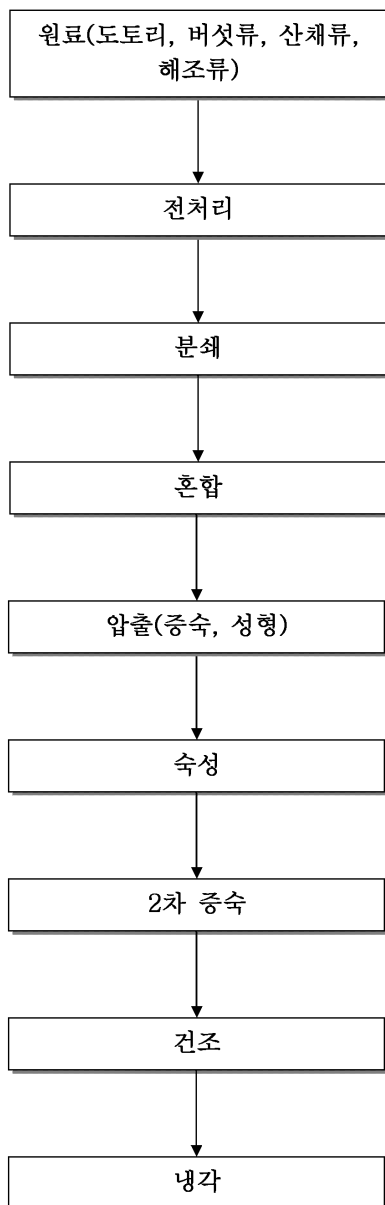 원료(도토리, 버섯류, 산채류,
해조류)
전처리
분쇄
혼합
압출(증숙, 성형)
숙성
2차 증숙
건조
냉각